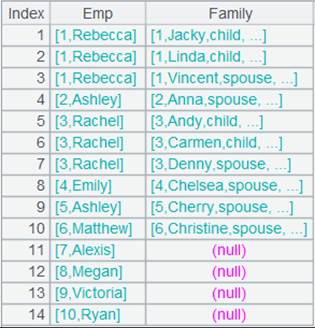 Index Emp Family
1 [1,Rebecca] [1,Jacky,child, ...]
2 [1,Rebecca] [1,Linda,child, ...]
3 [1,Rebecca] [1,Vincent,spouse, ...]
4 [2,Ashley] [2,Anna,spouse, ...]
5 [3,Rachel] [3,Andy,child, ...]
6 [3,Rachel] [3,Carmen,child, ...]
7 [3,Rachel] [3,Denny,spouse, ...]
8 [4,Emily] [4,Chelsea,spouse, ...]
9 [5,Ashley] [5,Cherry,spouse, ...]
10 [6,Matthew] [6,Christine,spouse, ...]
11 [7,Alexis] (null)
12 [8,Megan] (null)
13 [9,Victoria] (null)
14 [10,Ryan] (null)